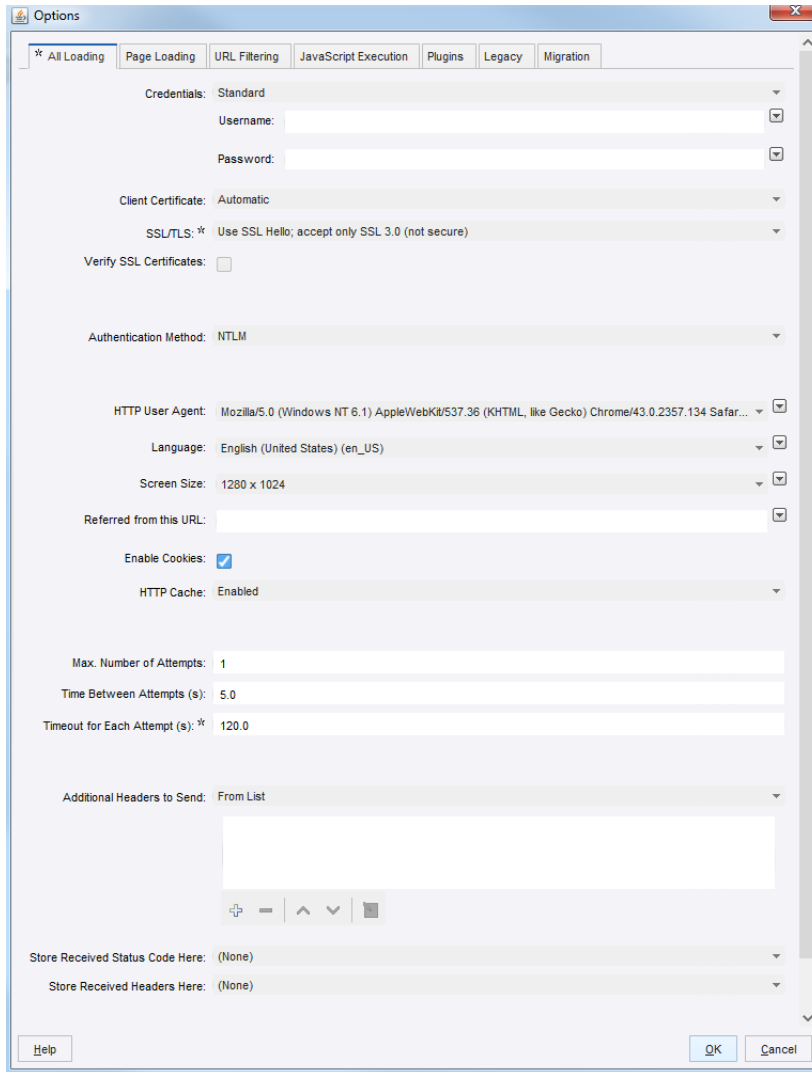 Options
* All Loading Page Loading URL Filtering JavaScript Execution Plugins Legacy Migration
Credentials: Standard
Username:
Password:
Client Certificate: Automatic
SSL/TLS: * Use SSL Hello; accept only SSL 3.0 (not secure)
Verify SSL Certificates:
Authentication Method: NTLM
HTTP User Agent: Mozilla/5.0 (Windows NT 6.1) AppleWebKit/537.36 (KHTML, like Gecko) Chrome/43.0.2357.134 Safar...
Language: English (United States) (en_US)
Screen Size: 1280 x 1024
Referred from this URL:
Enable Cookies:
HTTP Cache: Enabled
Max. Number of Attempts: 1
Time Between Attempts (s): 5.0
Timeout for Each Attempt (s): * 120.0
Additional Headers to Send: From List
Store Received Status Code Here: (None)
Store Received Headers Here: (None)
Help OK Cancel